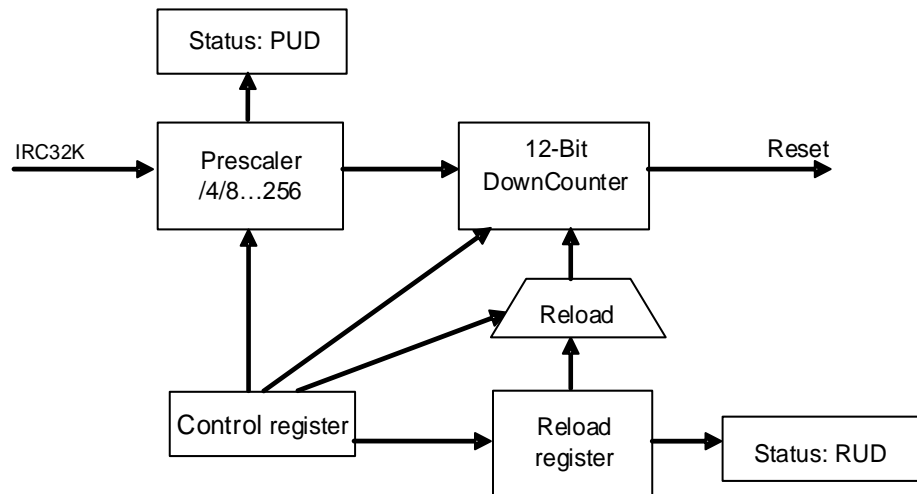 Status: PUD
IRC32K
Prescaler
/4/8…256
12-Bit
DownCounter
Reset
Reload
Control register
Reload
register
Status: RUD